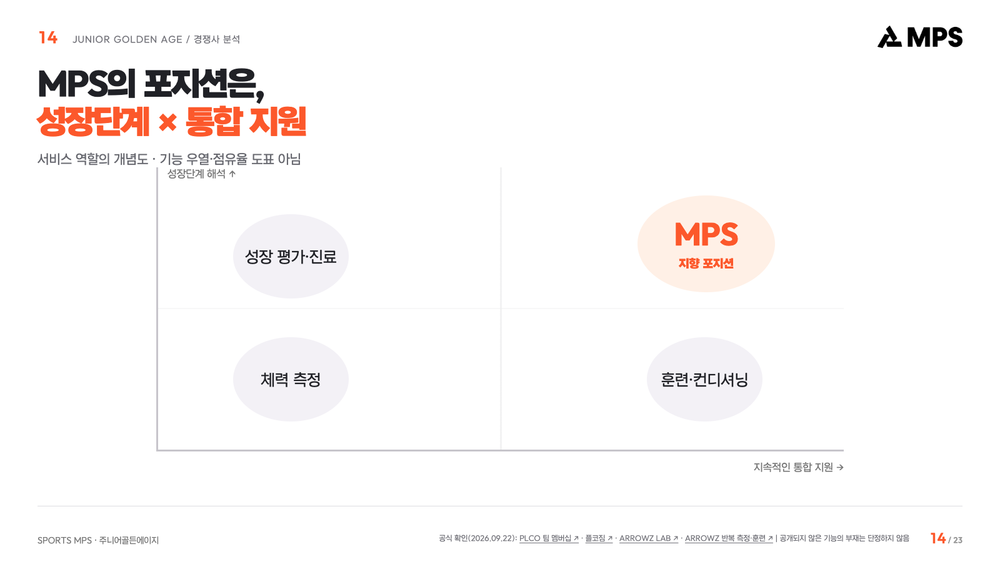 14 JUNIOR GOLDEN AGE / 경쟁사 분석
MPS
MPS의 포지션은,
성장단계 × 통합 지원
서비스 역할의 개념도 · 기능 우열·점유율 도표 아님
성장단계 해석 ↑
MPS
지향 포지션
성장 평가·진료
체력 측정
훈련·컨디셔닝
지속적인 통합 지원 →
SPORTS MPS · 주니어골든에이지
공식 확인(2026.09.22): PLCO 팀 멤버십 ↗ · 플코짐 ↗ · ARROWZ LAB ↗ · ARROWZ 반복 측정·훈련 ↗ | 공개되지 않은 기능의 부재는 단정하지 않음
14 / 23